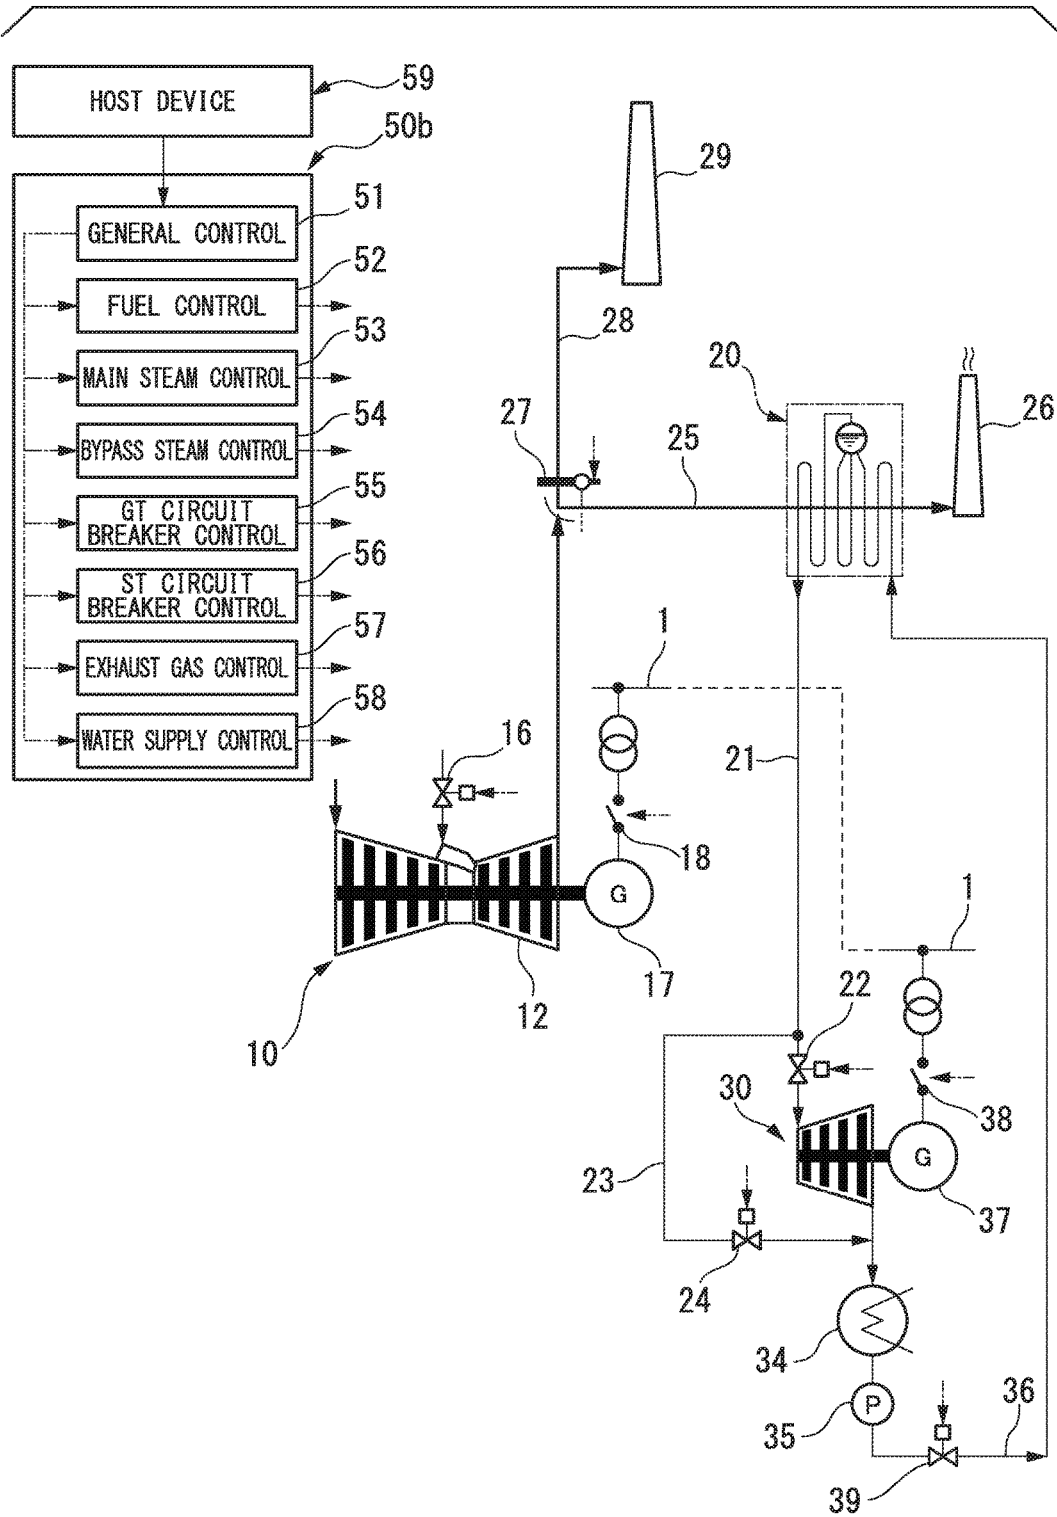 HOST DEVICE
59
50b
GENERAL CONTROL
51
FUEL CONTROL
52
MAIN STEAM CONTROL
53
BYPASS STEAM CONTROL
54
GT CIRCUIT
BREAKER CONTROL
55
ST CIRCUIT
BREAKER CONTROL
56
EXHAUST GAS CONTROL
57
WATER SUPPLY CONTROL
58
29
28
20
26
27
25
1
16
21
18
G
1
17
12
22
10
30
38
G
23
37
24
34
P
35
36
39